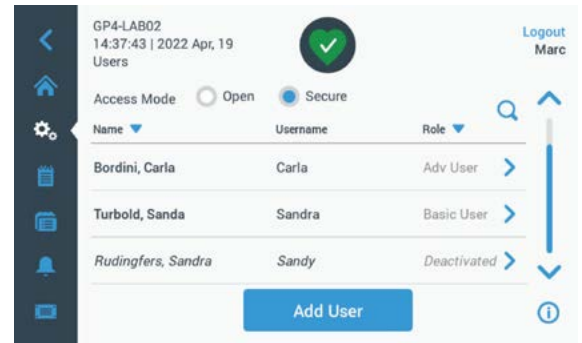 GP4-LAB02
14:37:43 | 2022 Apr, 19
Users
Logout
Marc
Access Mode Open Secure
Name Username Role
Bordini, Carla Carla Adv User
Turbold, Sanda Sandra Basic User
Rudingfers, Sandra Sandy Deactivated
Add User